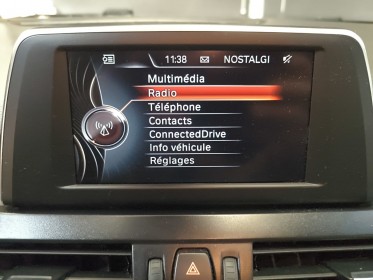 11:38 NOSTALGI
Multimédia
Radio
Téléphone
Contacts
ConnectedDrive
Info véhicule
Réglages